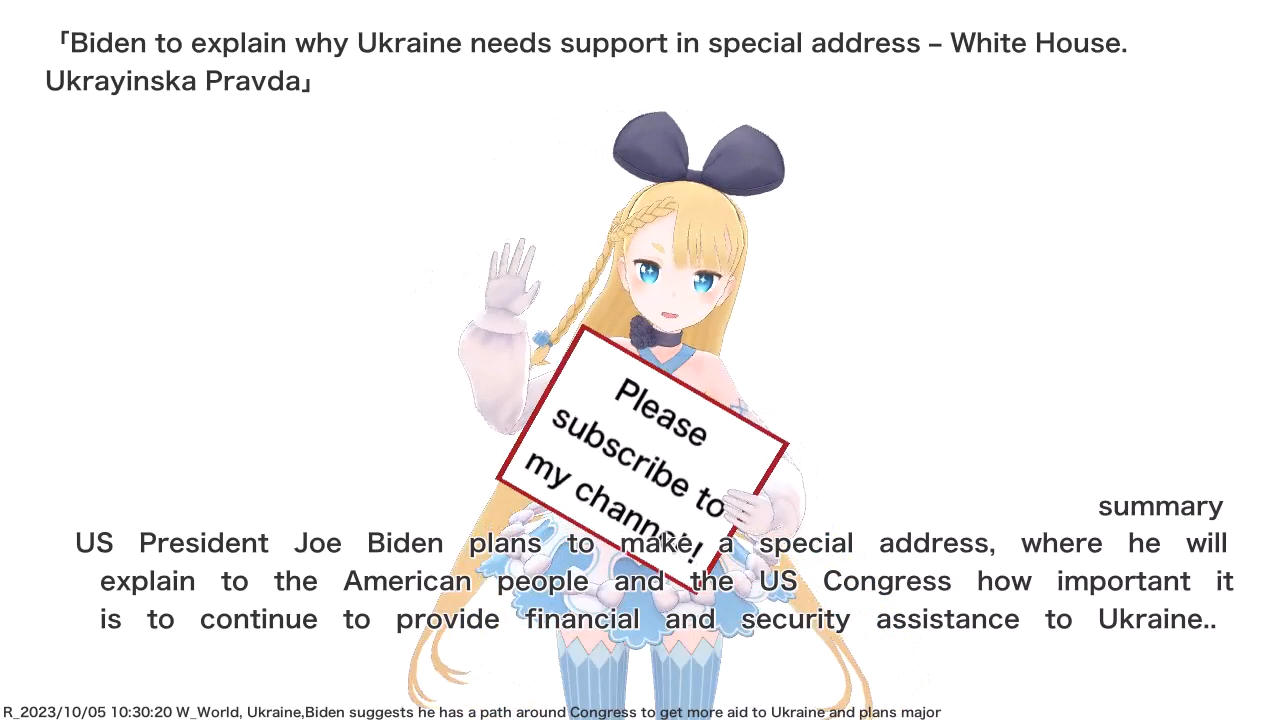 「Biden to explain why Ukraine needs support in special address – White House.
Ukrayinska Pravda」
Please
subscribe to
my channel!
summary
US President Joe Biden plans to make a special address, where he will
explain to the American people and the US Congress how important it
is to continue to provide financial and security assistance to Ukraine..
R_2023/10/05 10:30:20 W_World, Ukraine,Biden suggests he has a path around Congress to get more aid to Ukraine and plans major